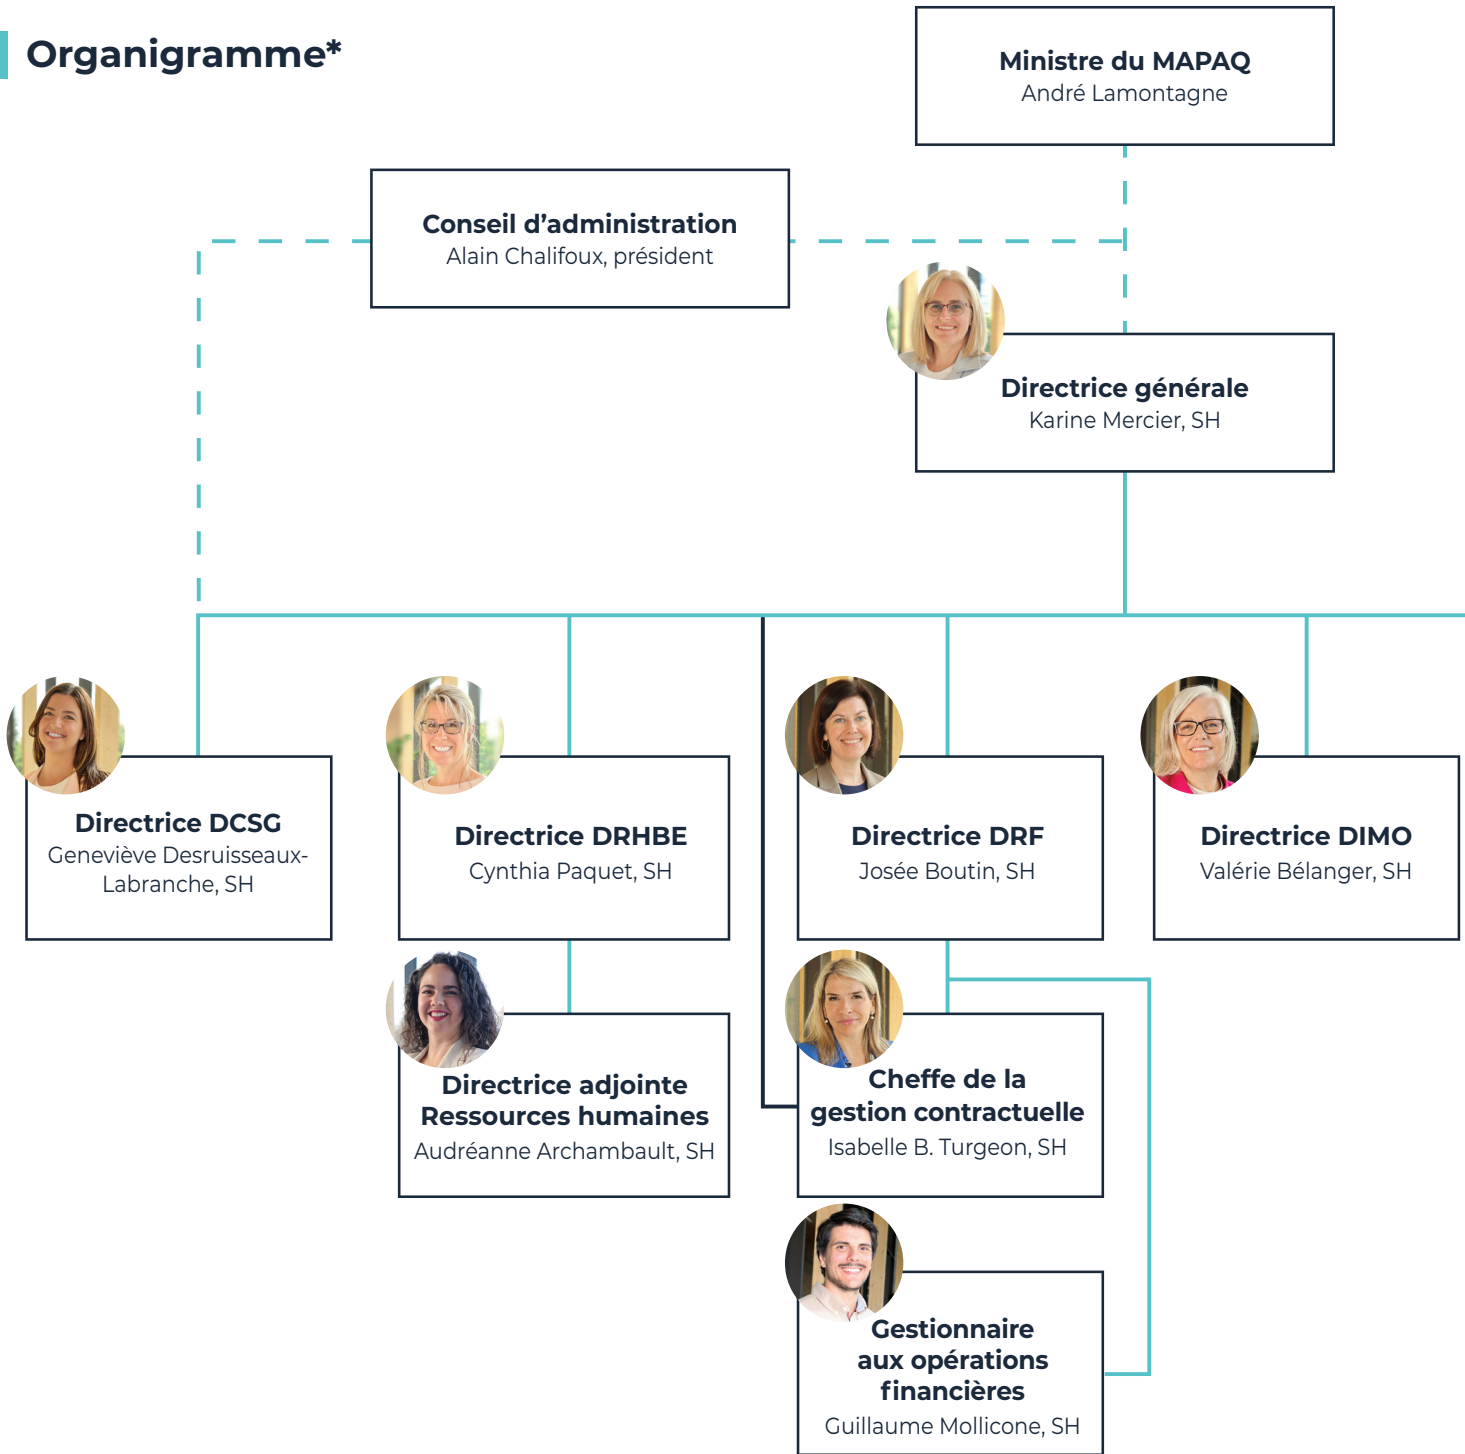 Organigramme*
Ministre du MAPAQ
André Lamontagne
Conseil d’administration
Alain Chalifoux, président
Directrice générale
Karine Mercier, SH
Directrice DCSG
Geneviève Desruisseaux-
Labranche, SH
Directrice DRHBE
Cynthia Paquet, SH
Directrice DRF
Josée Boutin, SH
Directrice DIMO
Valérie Bélanger, SH
Directrice adjointe
Ressources humaines
Audréanne Archambault, SH
Cheffe de la
gestion contractuelle
Isabelle B. Turgeon, SH
Gestionnaire
aux opérations
financières
Guillaume Mollicone, SH